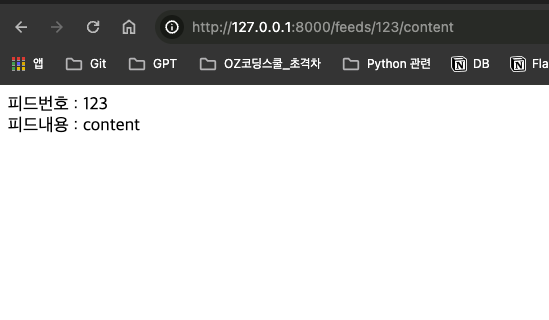 http://127.0.0.1:8000/feeds/123/content
앱 Git GPT OZ코딩스쿨_초격차 Python 관련 DB Fla
피드번호 : 123
피드내용 : content